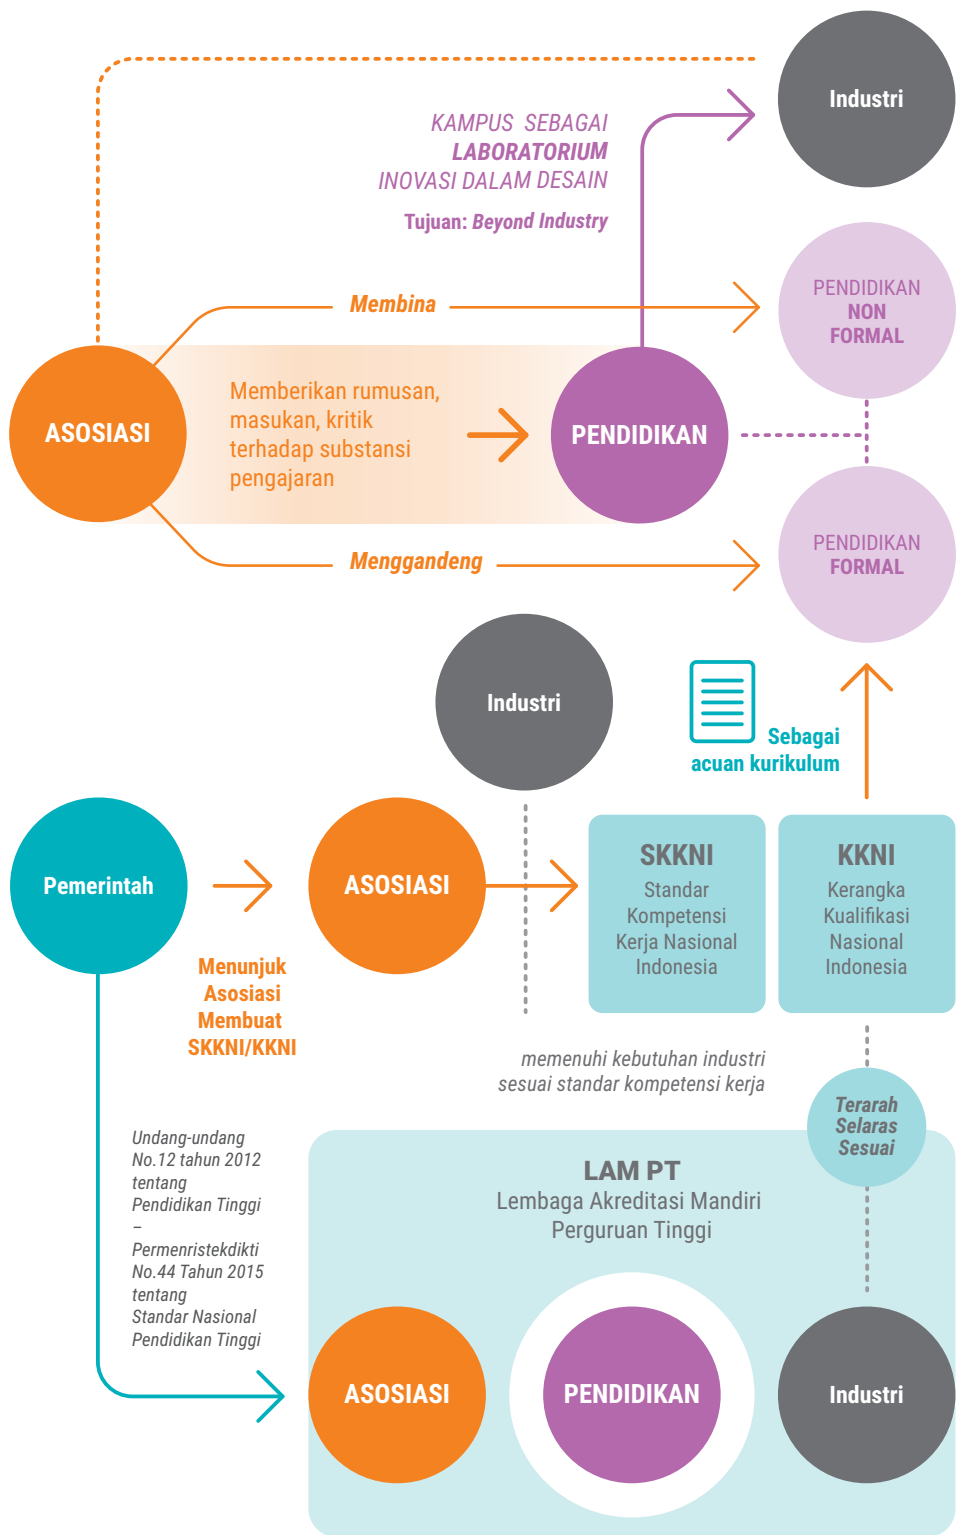 Industri
KAMPUS SEBAGAI
LABORATORIUM
INOVASI DALAM DESAIN
Tujuan: Beyond Industry
Membina
PENDIDIKAN
NON
FORMAL
ASOSIASI
Memberikan rumusan,
masukan, kritik
terhadap substansi
pengajaran
PENDIDIKAN
Menggandeng
PENDIDIKAN
FORMAL
Industri
Sebagai
acuan kurikulum
Pemerintah
Menunjuk
Asosiasi
Membuat
SKKNI/KKNI
ASOSIASI
SKKNI
Standar
Kompetensi
Kerja Nasional
Indonesia
KKNI
Kerangka
Kualifikasi
Nasional
Indonesia
memenuhi kebutuhan industri
sesuai standar kompetensi kerja
Terarah
Selaras
Sesuai
Undang-undang
No.12 tahun 2012
tentang
Pendidikan Tinggi
–
Permenristekdikti
No.44 Tahun 2015
tentang
Standar Nasional
Pendidikan Tinggi
LAM PT
Lembaga Akreditasi Mandiri
Perguruan Tinggi
ASOSIASI
PENDIDIKAN
Industri